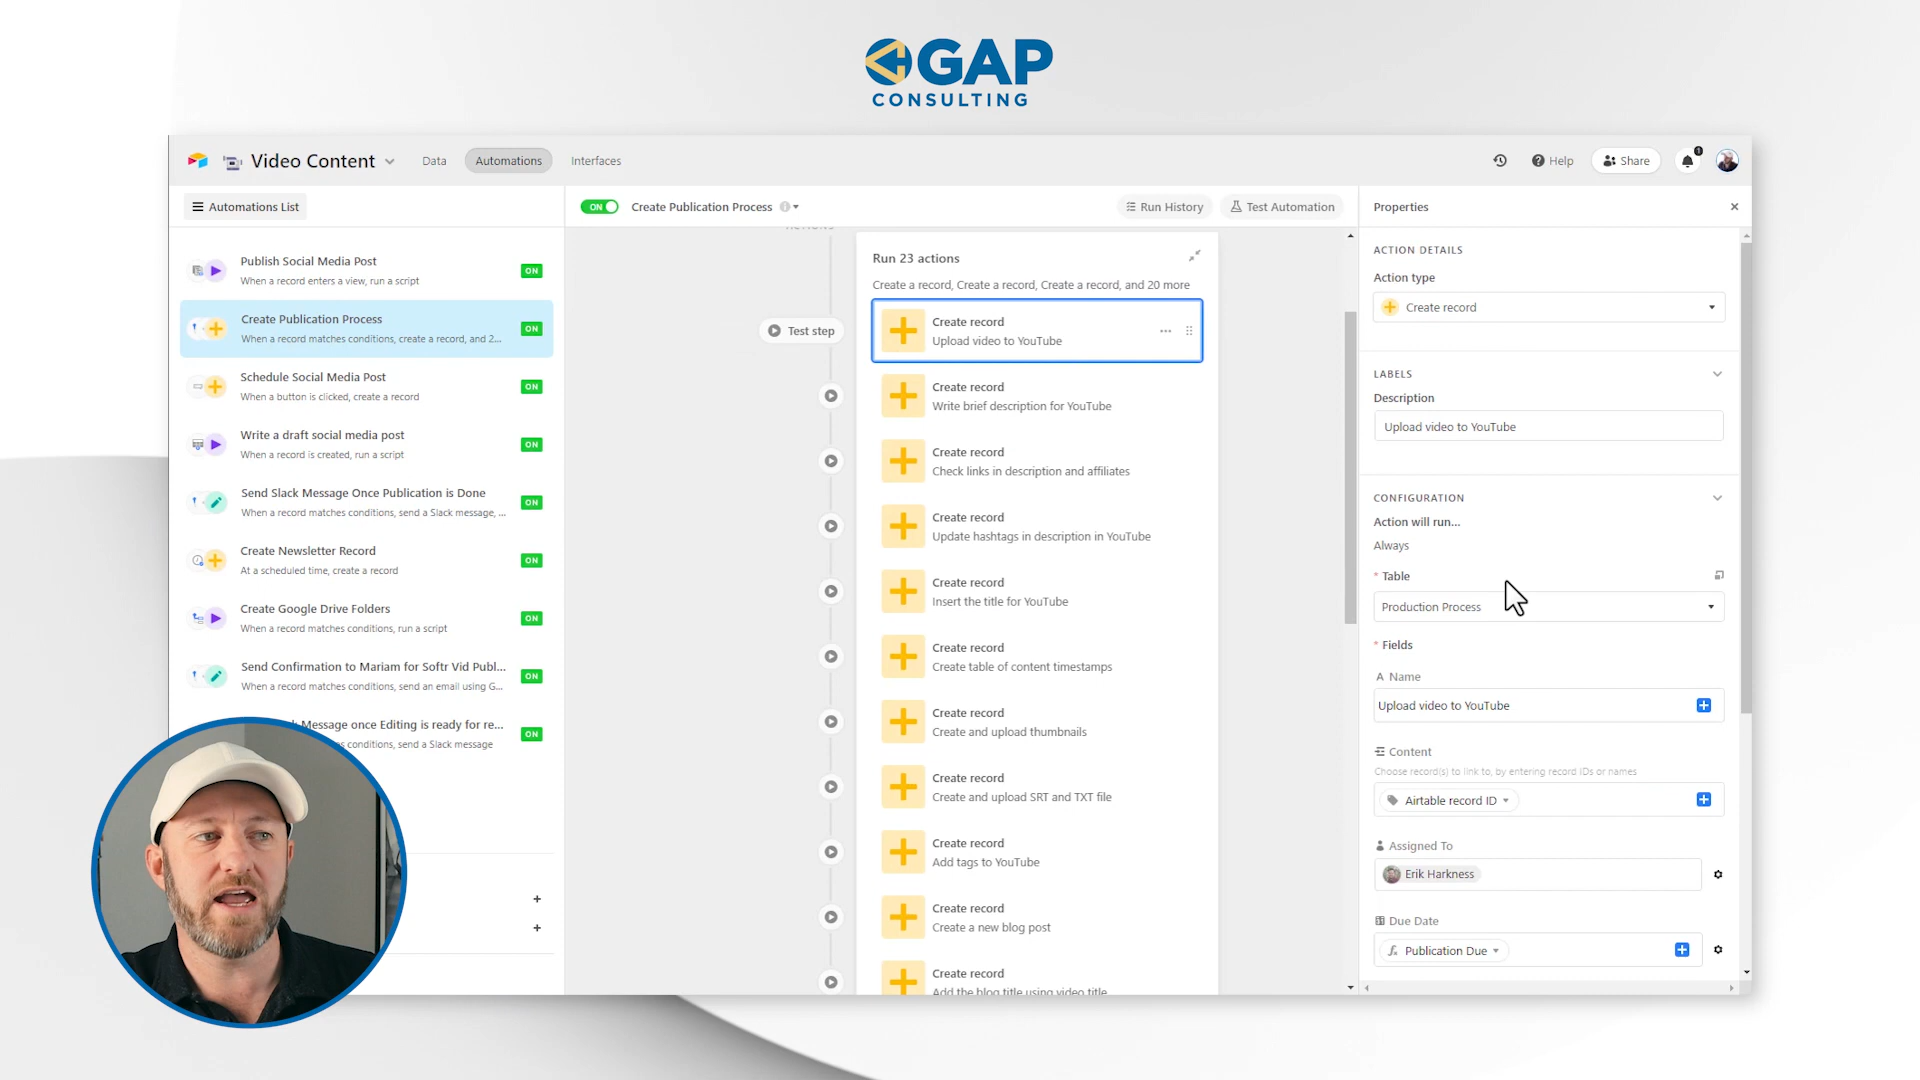 GAP
CONSULTING
Video Content
Data
Automations
Interfaces
Help
Share
1
Automations List
ON
Create Publication Process
Run History
Test Automation
Properties
Publish Social Media Post
When a record enters a view, run a script
ON
Create Publication Process
When a record matches conditions, create a record, and 2...
ON
Schedule Social Media Post
When a button is clicked, create a record
ON
Write a draft social media post
When a record is created, run a script
ON
Send Slack Message Once Publication is Done
When a record matches conditions, send a Slack message, ...
ON
Create Newsletter Record
At a scheduled time, create a record
ON
Create Google Drive Folders
When a record matches conditions, run a script
ON
Send Confirmation to Mariam for Softr Vid Publ...
When a record matches conditions, send an email using G...
ON
Message once Editing is ready for re...
conditions, send a Slack message
ON
ACTIONS
Run 23 actions
Create a record, Create a record, Create a record, and 20 more
Test step
Create record
Upload video to YouTube
Create record
Write brief description for YouTube
Create record
Check links in description and affiliates
Create record
Update hashtags in description in YouTube
Create record
Insert the title for YouTube
Create record
Create table of content timestamps
Create record
Create and upload thumbnails
Create record
Create and upload SRT and TXT file
Create record
Add tags to YouTube
Create record
Create a new blog post
Create record
Add the blog title using video title
ACTION DETAILS
Action type
Create record
LABELS
Description
Upload video to YouTube
CONFIGURATION
Action will run...
Always
* Table
Production Process
* Fields
A Name
Upload video to YouTube
Content
Choose record(s) to link to, by entering record IDs or names
Airtable record ID
Assigned To
Erik Harkness
Due Date
Publication Due